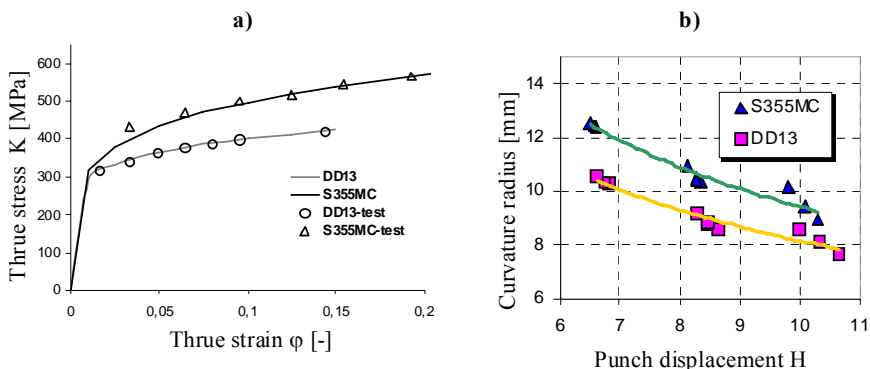 a)
Thrue stress K [MPa]
600
500
400
300
200
100
0
0
0,05
0,1
0,15
0,2
DD13
S355MC
DD13-test
S355MC-test
Thrue strain φ [-]
b)
Curvature radius [mm]
14
12
10
8
6
6
7
8
9
10
11
S355MC
DD13
Punch displacement H